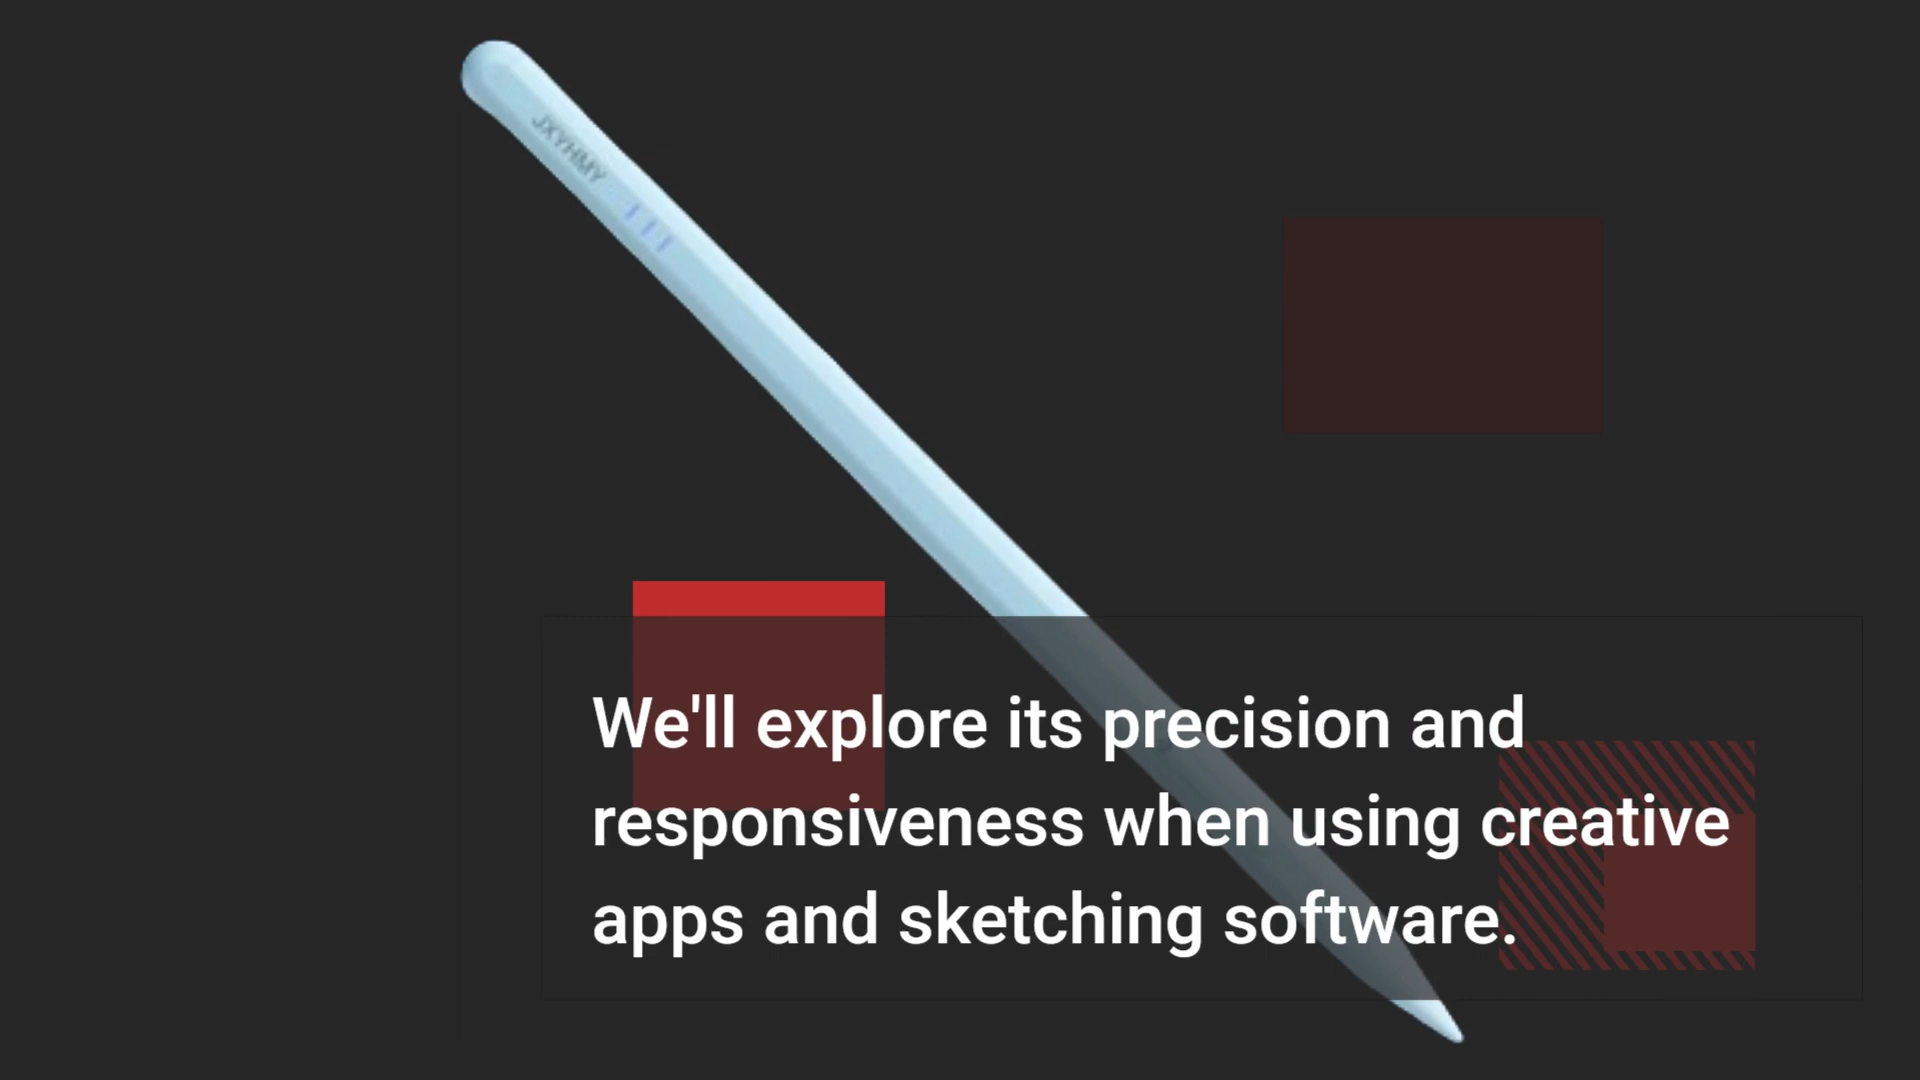 JXYHMY
We'll explore its precision and
responsiveness when using creative
apps and sketching software.